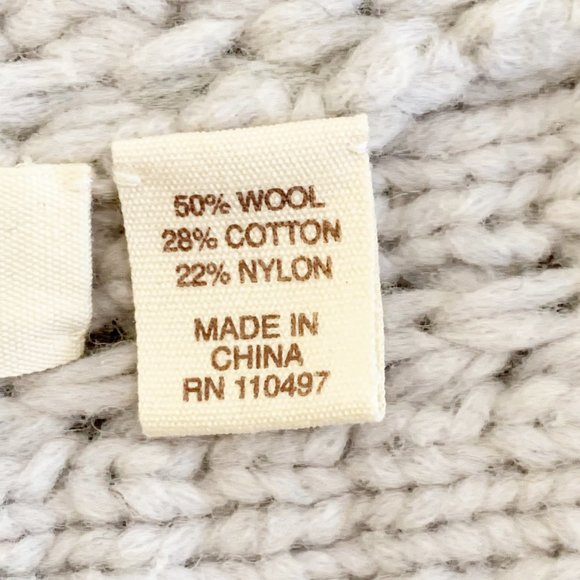 50% WOOL
28% COTTON
22% NYLON
MADE IN
CHINA
RN 110497